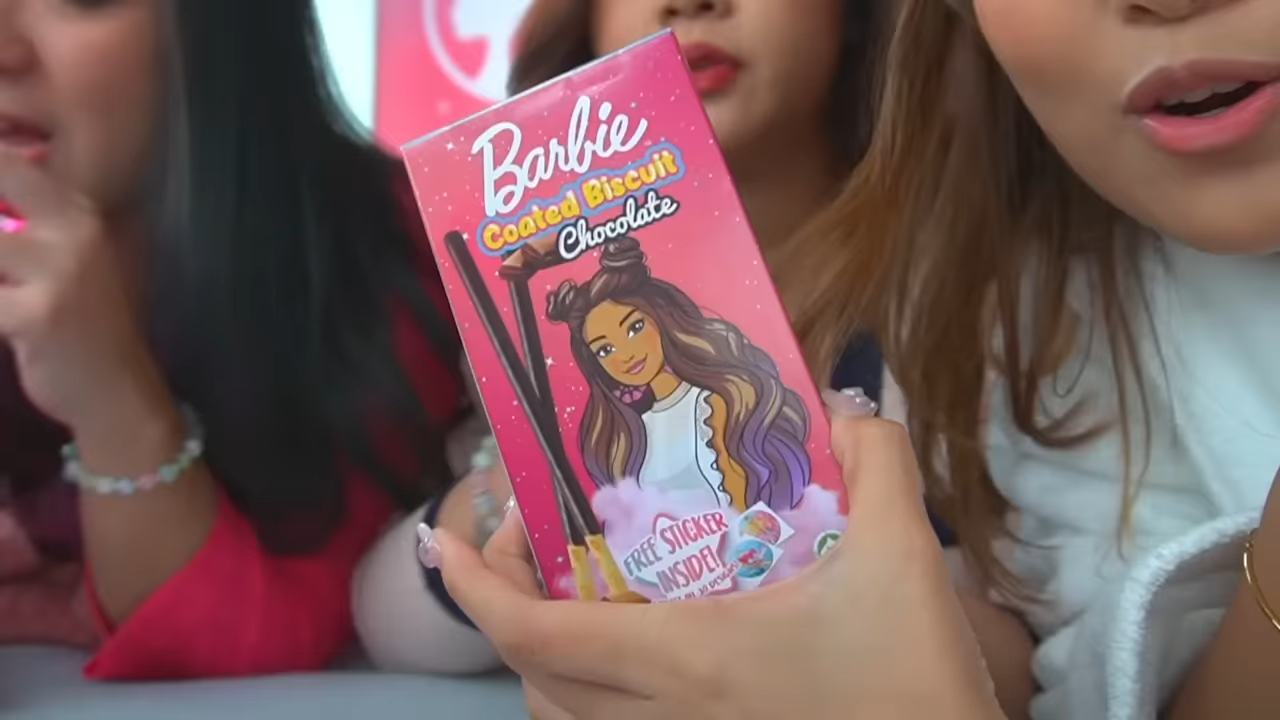 Barbie
Coated Biscuit
Chocolate
FREE STICKER
INSIDE!